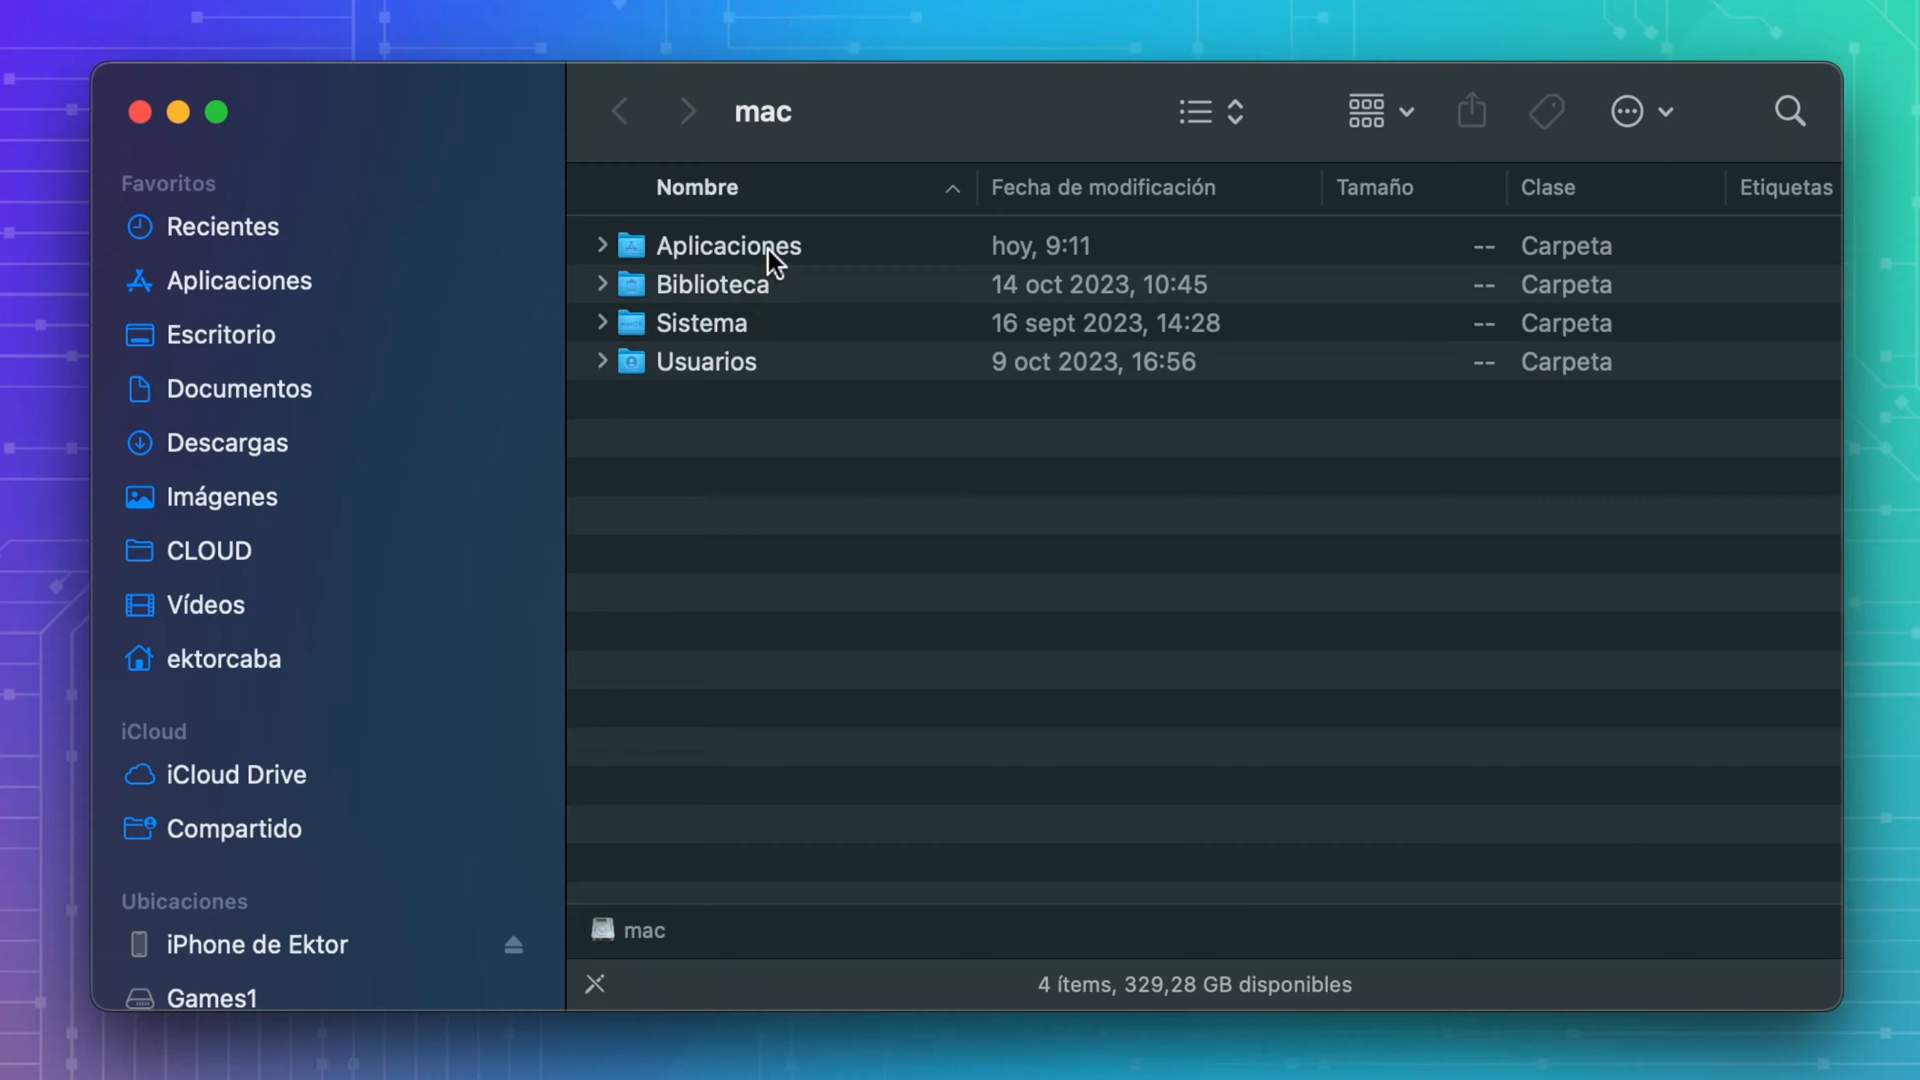 mac
Favoritos
Recientes
Aplicaciones
Escritorio
Documentos
Descargas
Imágenes
CLOUD
Vídeos
ektorcaba
iCloud
iCloud Drive
Compartido
Ubicaciones
iPhone de Ektor
Games1
Nombre Fecha de modificación Tamaño Clase Etiquetas
Aplicaciones hoy, 9:11 -- Carpeta
Biblioteca 14 oct 2023, 10:45 -- Carpeta
Sistema 16 sept 2023, 14:28 -- Carpeta
Usuarios 9 oct 2023, 16:56 -- Carpeta
mac
4 ítems, 329,28 GB disponibles